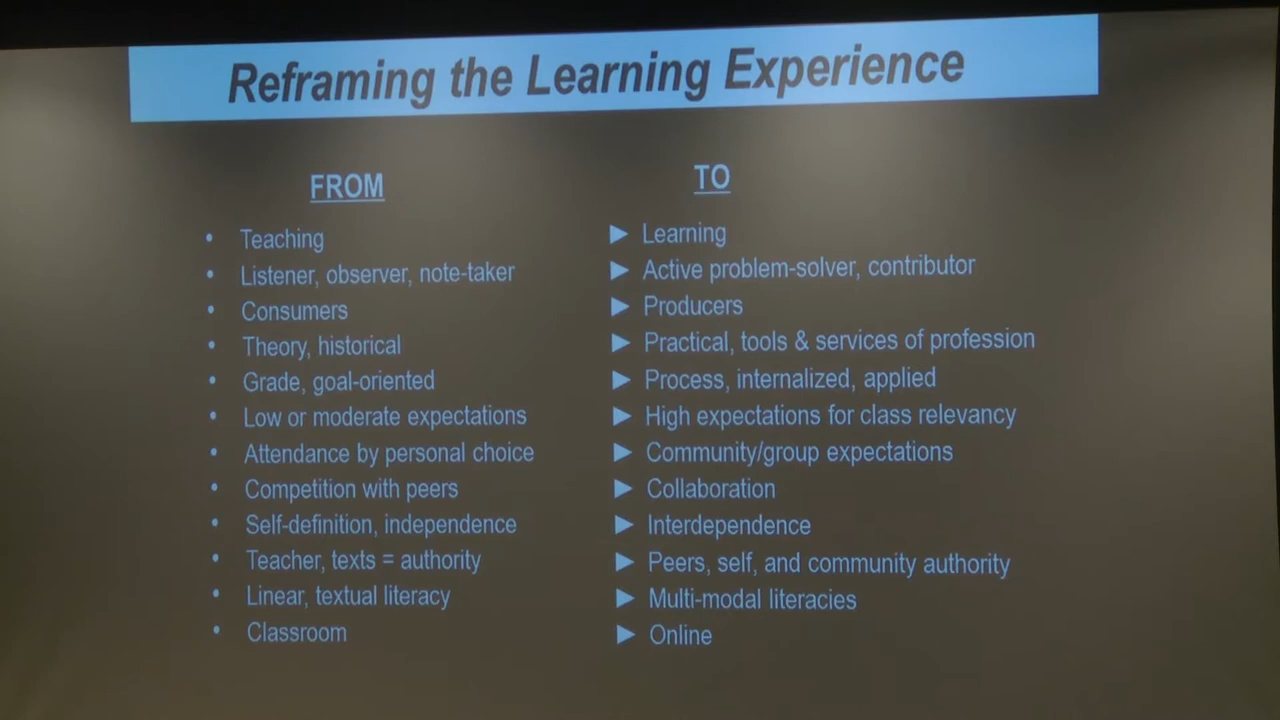 Reframing the Learning Experience
FROM
• Teaching
• Listener, observer, note-taker
• Consumers
• Theory, historical
• Grade, goal-oriented
• Low or moderate expectations
• Attendance by personal choice
• Competition with peers
• Self-definition, independence
• Teacher, texts = authority
• Linear, textual literacy
• Classroom
TO
► Learning
► Active problem-solver, contributor
► Producers
► Practical, tools & services of profession
► Process, internalized, applied
► High expectations for class relevancy
► Community/group expectations
► Collaboration
► Interdependence
► Peers, self, and community authority
► Multi-modal literacies
► Online